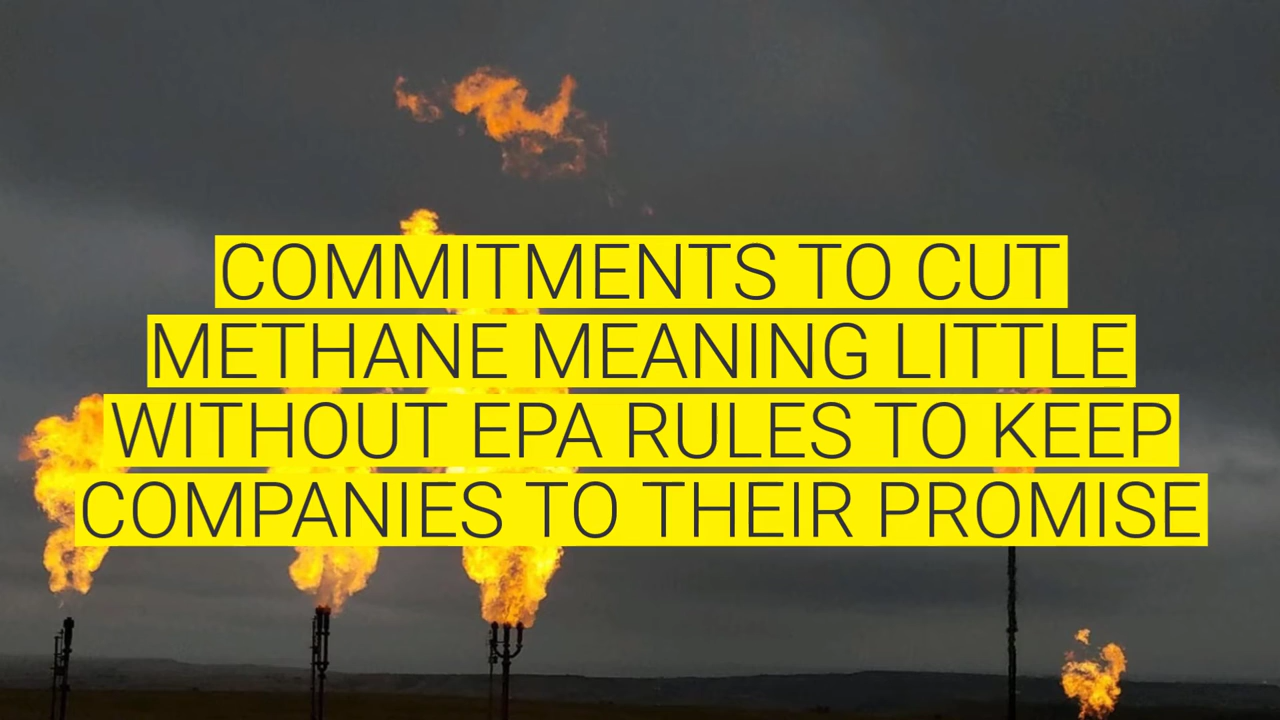 COMMITMENTS TO CUT
METHANE MEANING LITTLE
WITHOUT EPA RULES TO KEEP
COMPANIES TO THEIR PROMISE